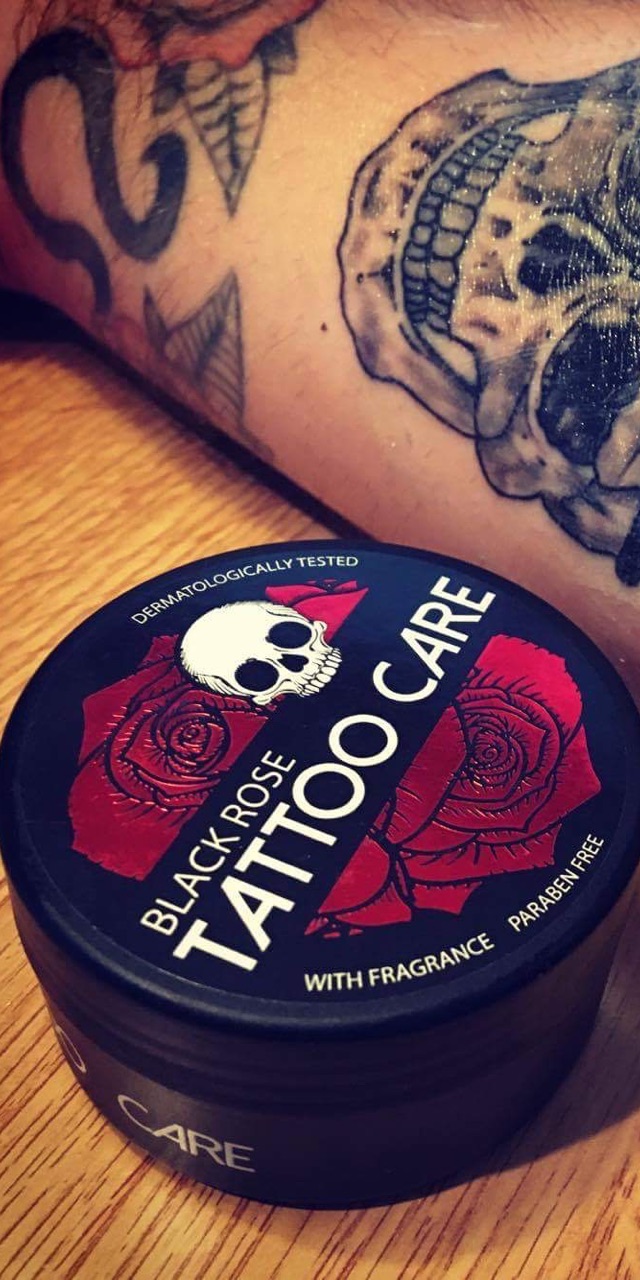 DERMATOLOGICALLY TESTED
BLACK ROSE
TATTOO CARE
WITH FRAGRANCE
PARABEN FREE
O CARE